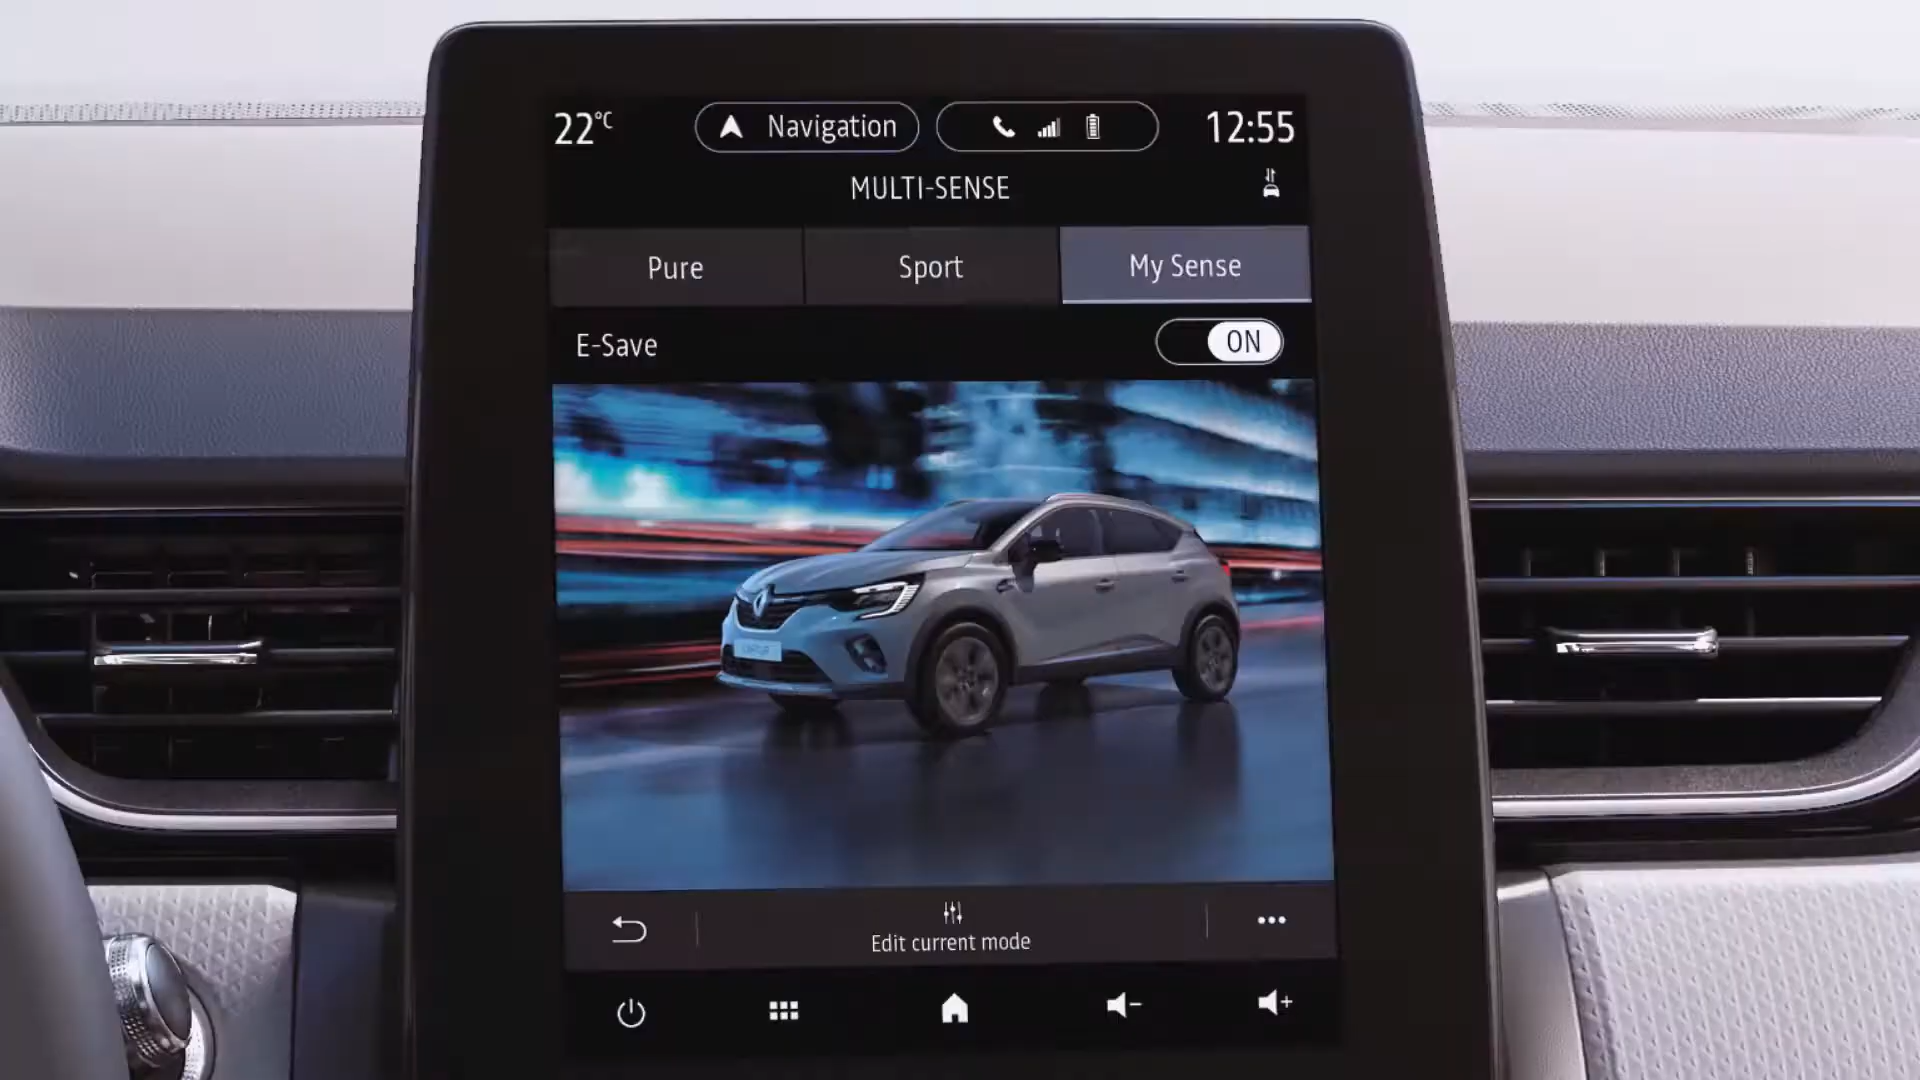 22°C Navigation 12:55
MULTI-SENSE
Pure Sport My Sense
E-Save ON
Edit current mode